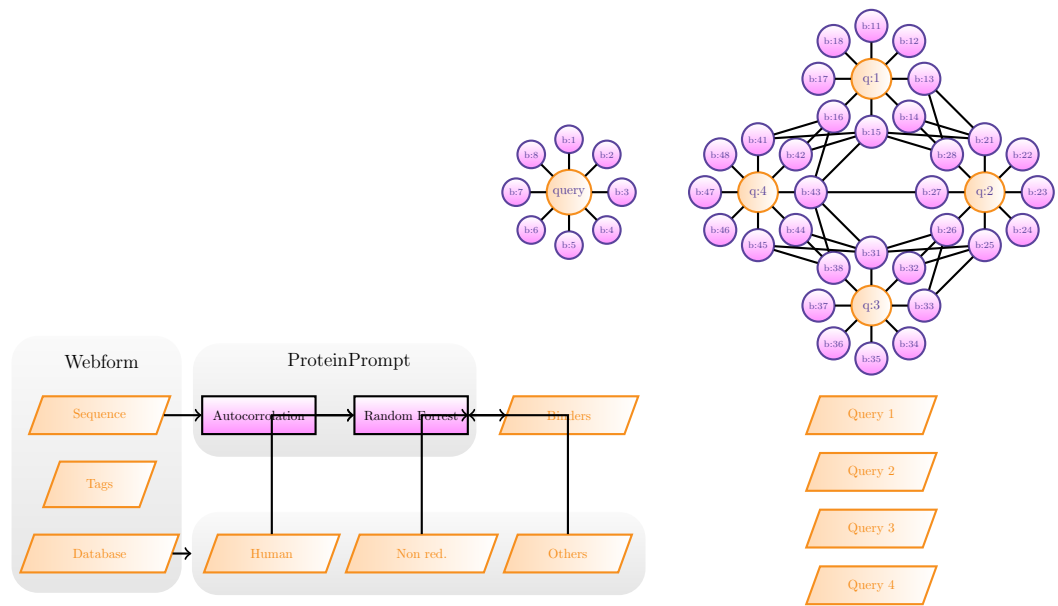 b:11
b:18
b:12
b:17
q:1
b:13
b:16
b:14
b:41
b:15
b:21
b:1
b:8
b:2
b:48
b:42
b:28
b:22
b:7
query
b:3
b:47
q:4
b:43
b:27
q:2
b:23
b:6
b:4
b:46
b:44
b:26
b:24
b:5
b:45
b:31
b:25
b:38
b:32
b:37
q:3
b:33
b:36
b:34
b:35
Webform
ProteinPrompt
Sequence
Autocorrolation
Random Forrest
Binders
Query 1
Tags
Query 2
Query 3
Database
Human
Non red.
Others
Query 4